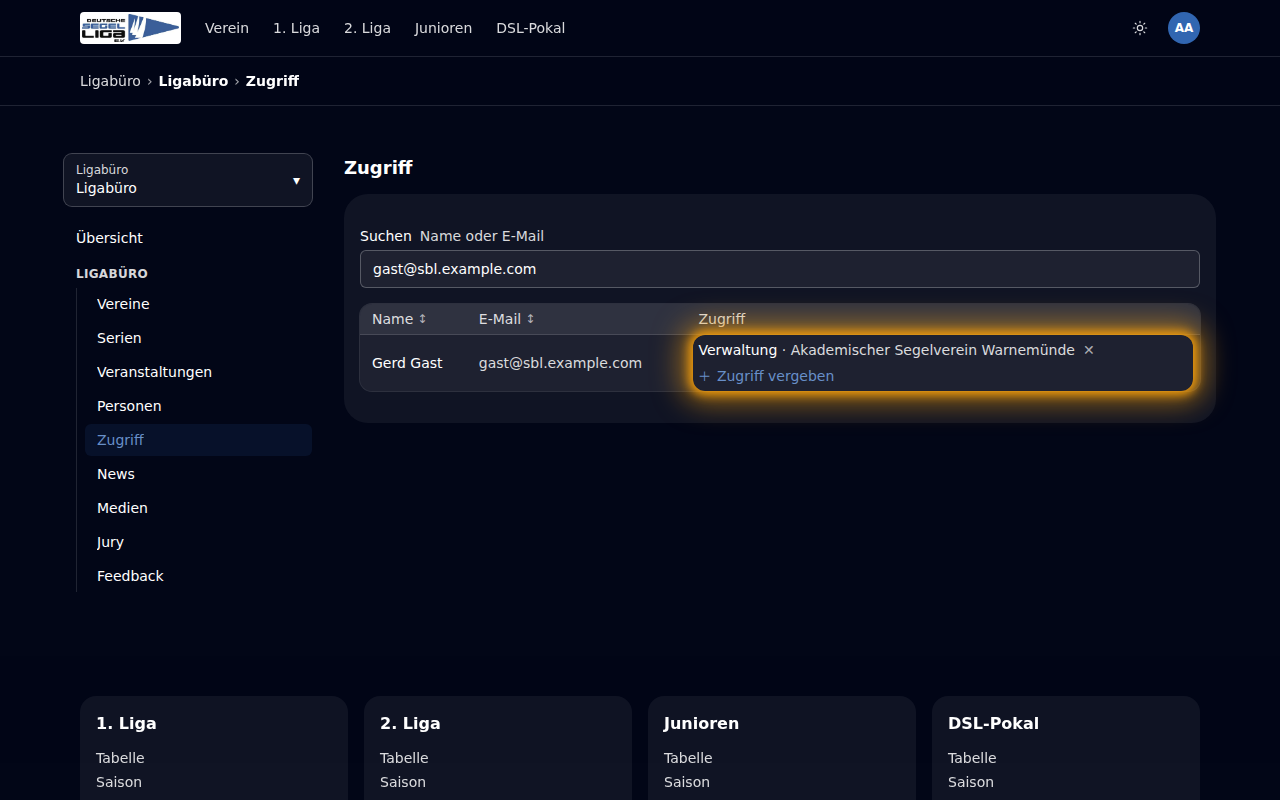 DEUTSCHE
SEGEL
LIGA
e.V.
Verein 1. Liga 2. Liga Junioren DSL-Pokal AA
Ligabüro › Ligabüro › Zugriff
Ligabüro
Ligabüro
Übersicht
LIGABÜRO
Vereine
Serien
Veranstaltungen
Personen
Zugriff
News
Medien
Jury
Feedback
Zugriff
Suchen Name oder E-Mail
gast@sbl.example.com
Name ↕ E-Mail ↕ Zugriff
Gerd Gast gast@sbl.example.com Verwaltung · Akademischer Segelverein Warnemünde ✕
+ Zugriff vergeben
1. Liga
Tabelle
Saison
2. Liga
Tabelle
Saison
Junioren
Tabelle
Saison
DSL-Pokal
Tabelle
Saison